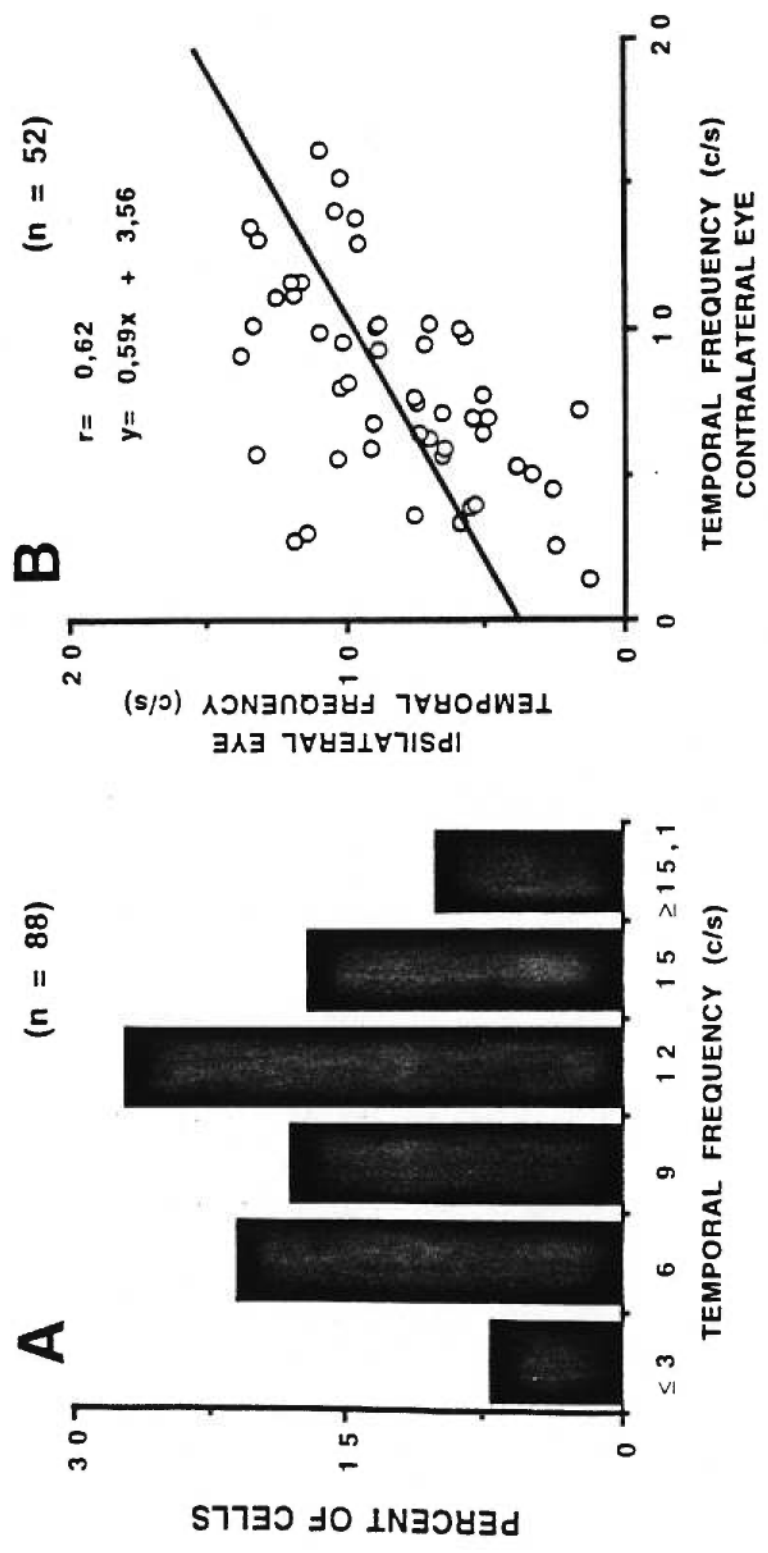 A
(n = 88)
PERCENT OF CELLS
30
15
0
≤ 3
6
9
12
15
≥15,1
TEMPORAL FREQUENCY (c/s)
B
(n = 52)
r= 0,62
y= 0,59x + 3,56
IPSILATERAL EYE
TEMPORAL FREQUENCY (c/s)
20
10
0
0
10
20
TEMPORAL FREQUENCY (c/s)
CONTRALATERAL EYE